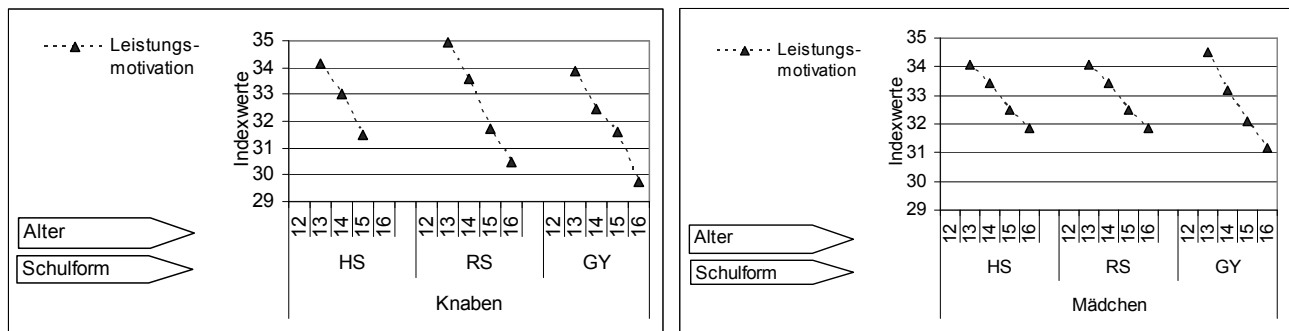 Leistungs-
motivation
Indexwerte
35
34
33
32
31
30
29
12 13 14 15 16 12 13 14 15 16 12 13 14 15 16
Alter
Schulform
HS RS GY
Knaben
Leistungs-
motivation
Indexwerte
35
34
33
32
31
30
29
12 13 14 15 16 12 13 14 15 16 12 13 14 15 16
Alter
Schulform
HS RS GY
Mädchen